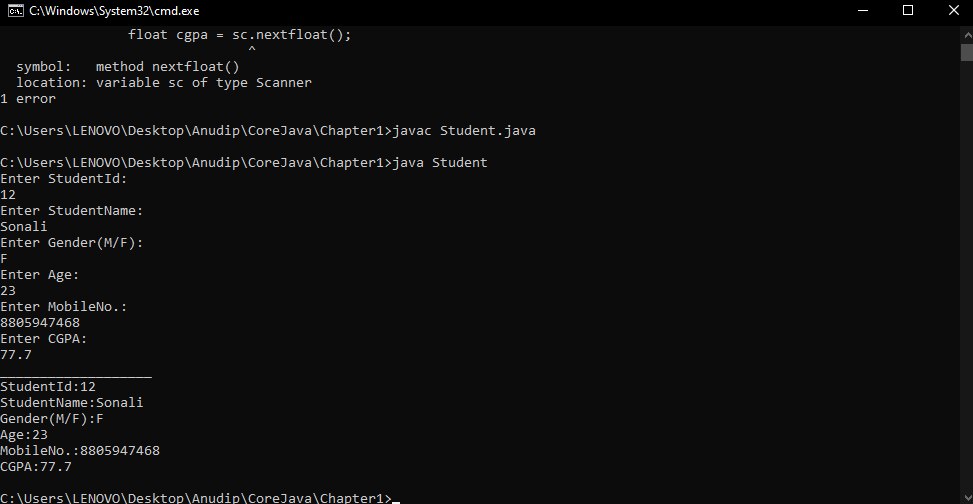 C:\Windows\System32\cmd.exe
float cgpa = sc.nextfloat();
^
symbol:   method nextfloat()
location: variable sc of type Scanner
1 error
C:\Users\LENOVO\Desktop\Anudip\CoreJava\Chapter1>javac Student.java
C:\Users\LENOVO\Desktop\Anudip\CoreJava\Chapter1>java Student
Enter StudentId:
12
Enter StudentName:
Sonali
Enter Gender(M/F):
F
Enter Age:
23
Enter MobileNo.:
8805947468
Enter CGPA:
77.7
___________________
StudentId:12
StudentName:Sonali
Gender(M/F):F
Age:23
MobileNo.:8805947468
CGPA:77.7
C:\Users\LENOVO\Desktop\Anudip\CoreJava\Chapter1>